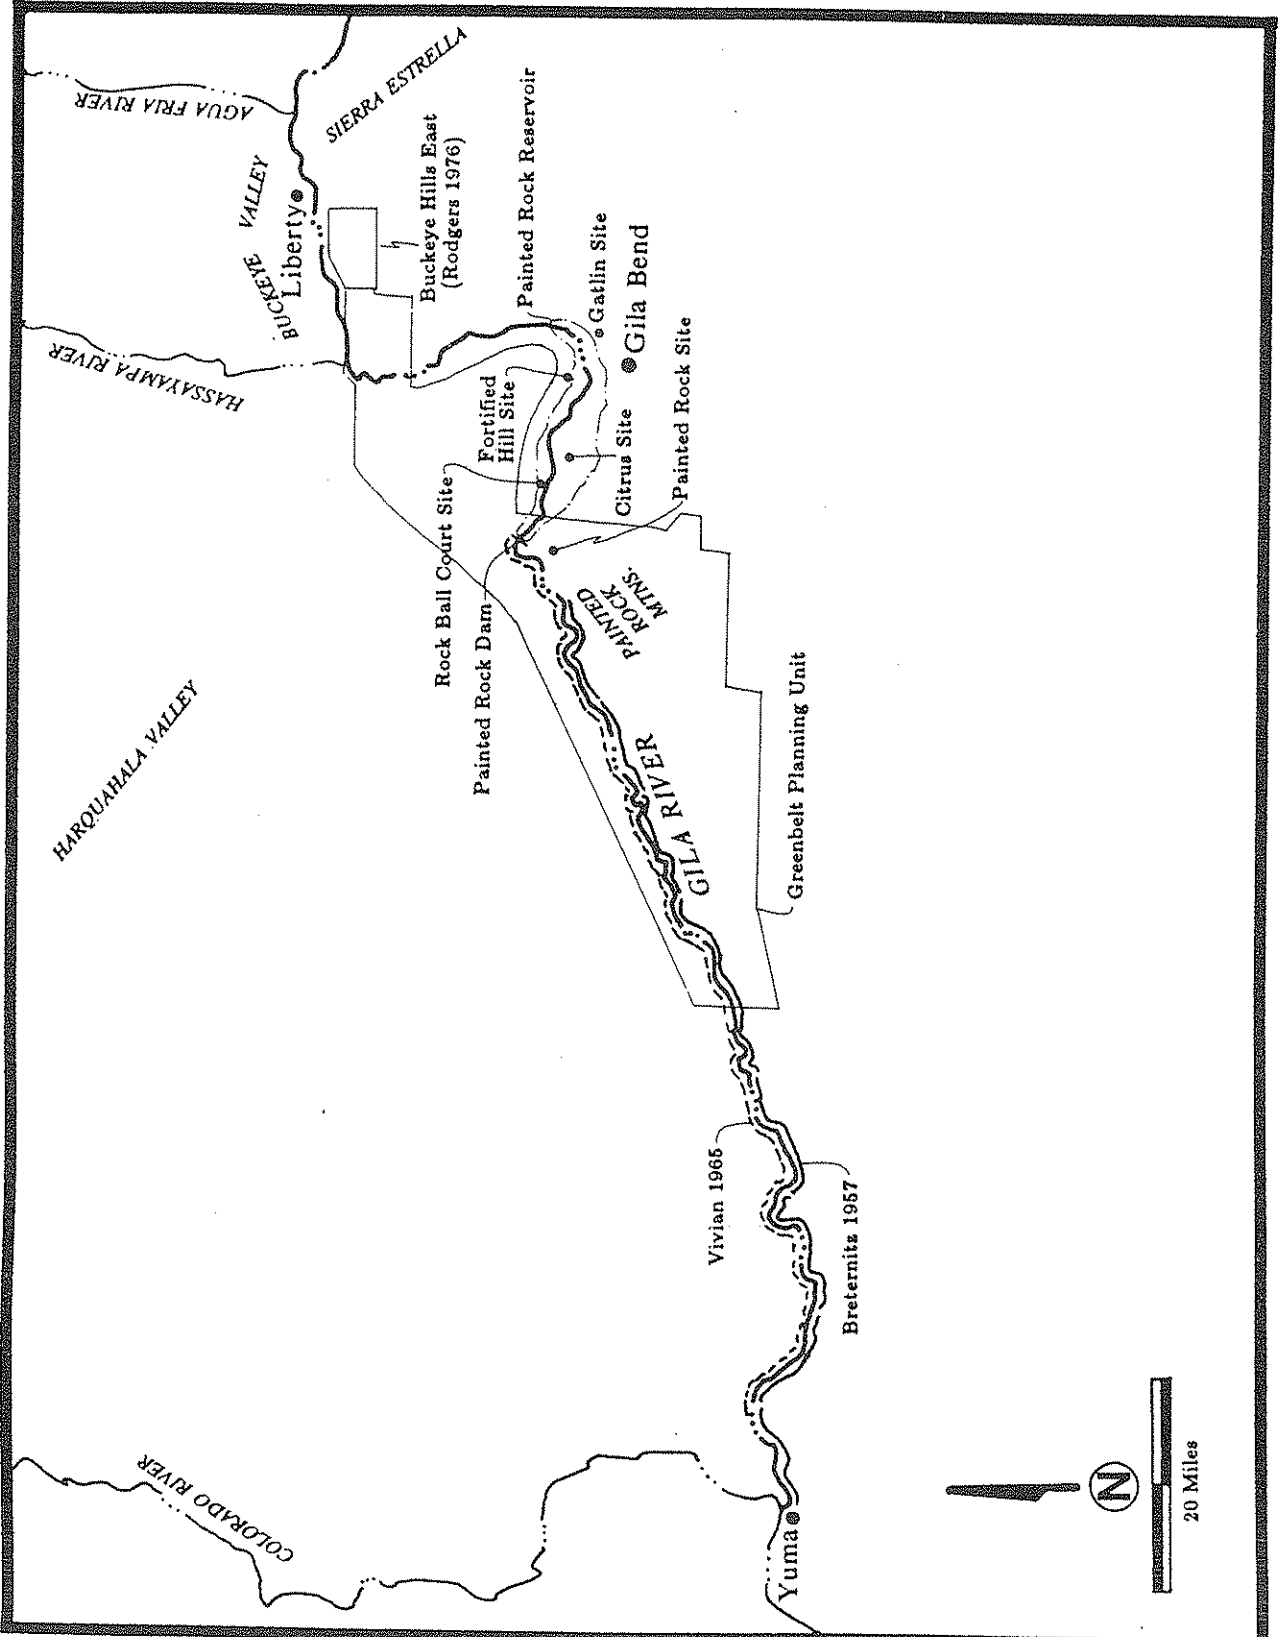 AGUA FRIA RIVER
SIERRA ESTRELLA
BUCKEYE VALLEY
Liberty
Buckeye Hills East
(Rodgers 1976)
HASSAYAMPA RIVER
Painted Rock Reservoir
Gatlin Site
Gila Bend
Fortified
Hill Site
Citrus Site
Painted Rock Site
Rock Ball Court Site
Painted Rock Dam
PAINTED
ROCK
MTNS.
HARQUAHALA VALLEY
GILA RIVER
Greenbelt Planning Unit
Vivian 1965
Breternitz 1957
COLORADO RIVER
Yuma
N
20 Miles